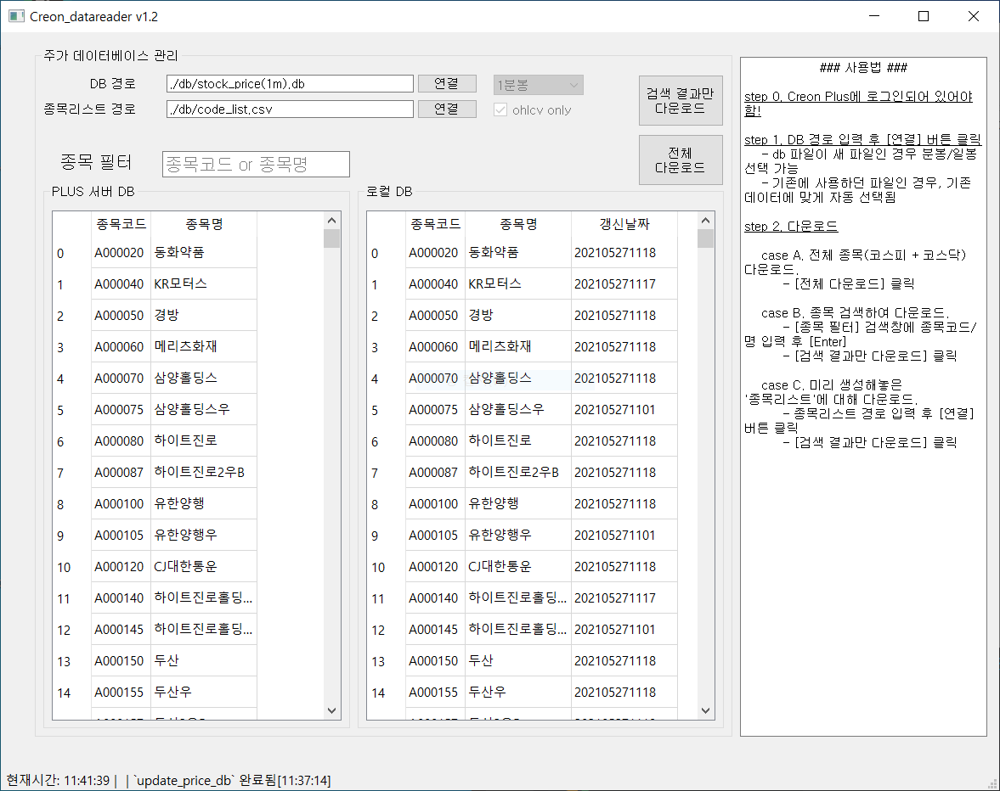 Creon_datareader v1.2
주가 데이터베이스 관리
DB 경로 ./db/stock_price(1m).db 연결 1분봉
종목리스트 경로 ./db/code_list.csv 연결 ohlcv only
검색 결과만
다운로드
전체
다운로드
종목 필터 종목코드 or 종목명
PLUS 서버 DB
종목코드 종목명
0 A000020 동화약품
1 A000040 KR모터스
2 A000050 경방
3 A000060 메리츠화재
4 A000070 삼양홀딩스
5 A000075 삼양홀딩스우
6 A000080 하이트진로
7 A000087 하이트진로2우B
8 A000100 유한양행
9 A000105 유한양행우
10 A000120 CJ대한통운
11 A000140 하이트진로홀딩...
12 A000145 하이트진로홀딩...
13 A000150 두산
14 A000155 두산우
로컬 DB
종목코드 종목명 갱신날짜
0 A000020 동화약품 202105271118
1 A000040 KR모터스 202105271117
2 A000050 경방 202105271118
3 A000060 메리츠화재 202105271118
4 A000070 삼양홀딩스 202105271118
5 A000075 삼양홀딩스우 202105271101
6 A000080 하이트진로 202105271118
7 A000087 하이트진로2우B 202105271118
8 A000100 유한양행 202105271118
9 A000105 유한양행우 202105271101
10 A000120 CJ대한통운 202105271118
11 A000140 하이트진로홀딩... 202105271117
12 A000145 하이트진로홀딩... 202105271101
13 A000150 두산 202105271118
14 A000155 두산우 202105271118
### 사용법 ###
step 0. Creon Plus에 로그인되어 있어야
함!
step 1. DB 경로 입력 후 [연결] 버튼 클릭
- db 파일이 새 파일인 경우 분봉/일봉
선택 가능
- 기존에 사용하던 파일인 경우, 기존
데이터에 맞게 자동 선택됨
step 2. 다운로드
case A. 전체 종목(코스피 + 코스닥)
다운로드.
- [전체 다운로드] 클릭
case B. 종목 검색하여 다운로드.
- [종목 필터] 검색창에 종목코드/
명 입력 후 [Enter]
- [검색 결과만 다운로드] 클릭
case C. 미리 생성해놓은
'종목리스트'에 대해 다운로드.
- 종목리스트 경로 입력 후 [연결]
버튼 클릭
- [검색 결과만 다운로드] 클릭
현재시간: 11:41:39 | | `update_price_db` 완료됨[11:37:14]